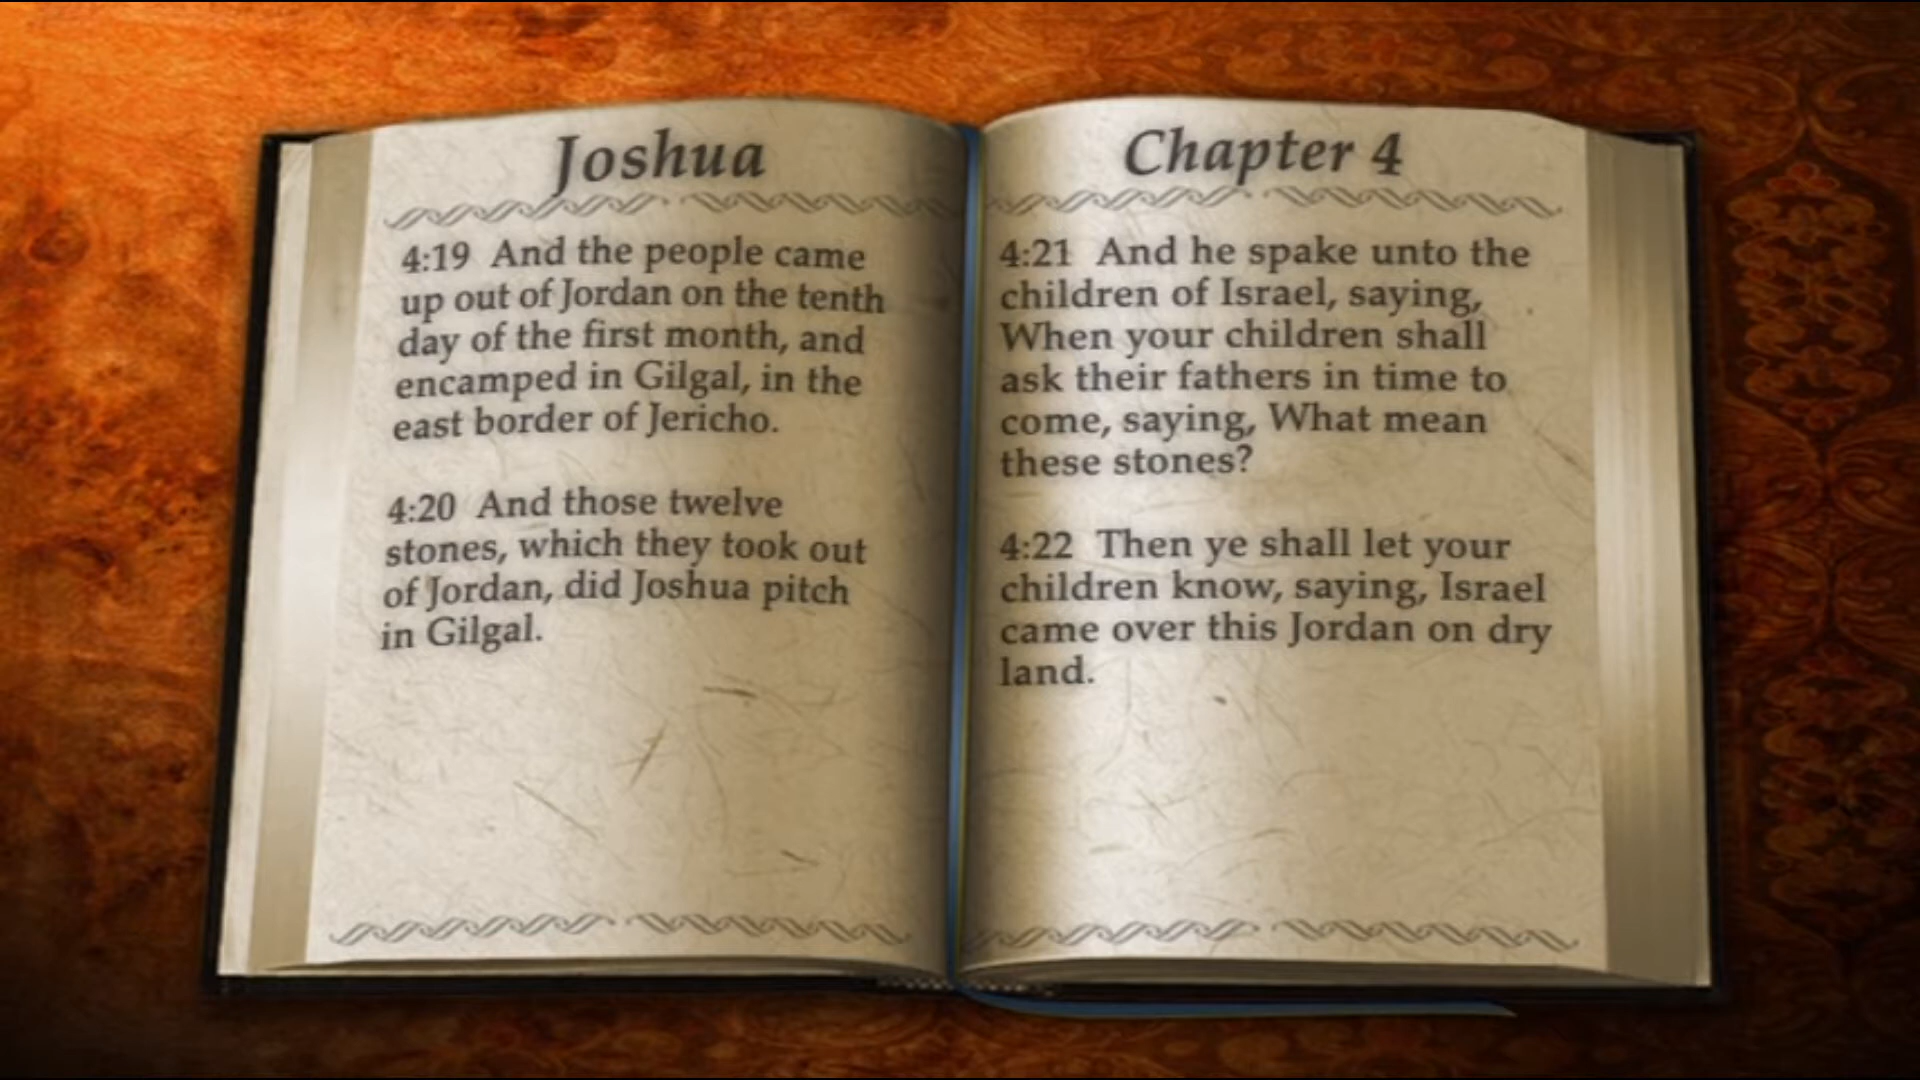 Joshua
4:19 And the people came
up out of Jordan on the tenth
day of the first month, and
encamped in Gilgal, in the
east border of Jericho.
4:20 And those twelve
stones, which they took out
of Jordan, did Joshua pitch
in Gilgal.
Chapter 4
4:21 And he spake unto the
children of Israel, saying,
When your children shall
ask their fathers in time to
come, saying, What mean
these stones?
4:22 Then ye shall let your
children know, saying, Israel
came over this Jordan on dry
land.